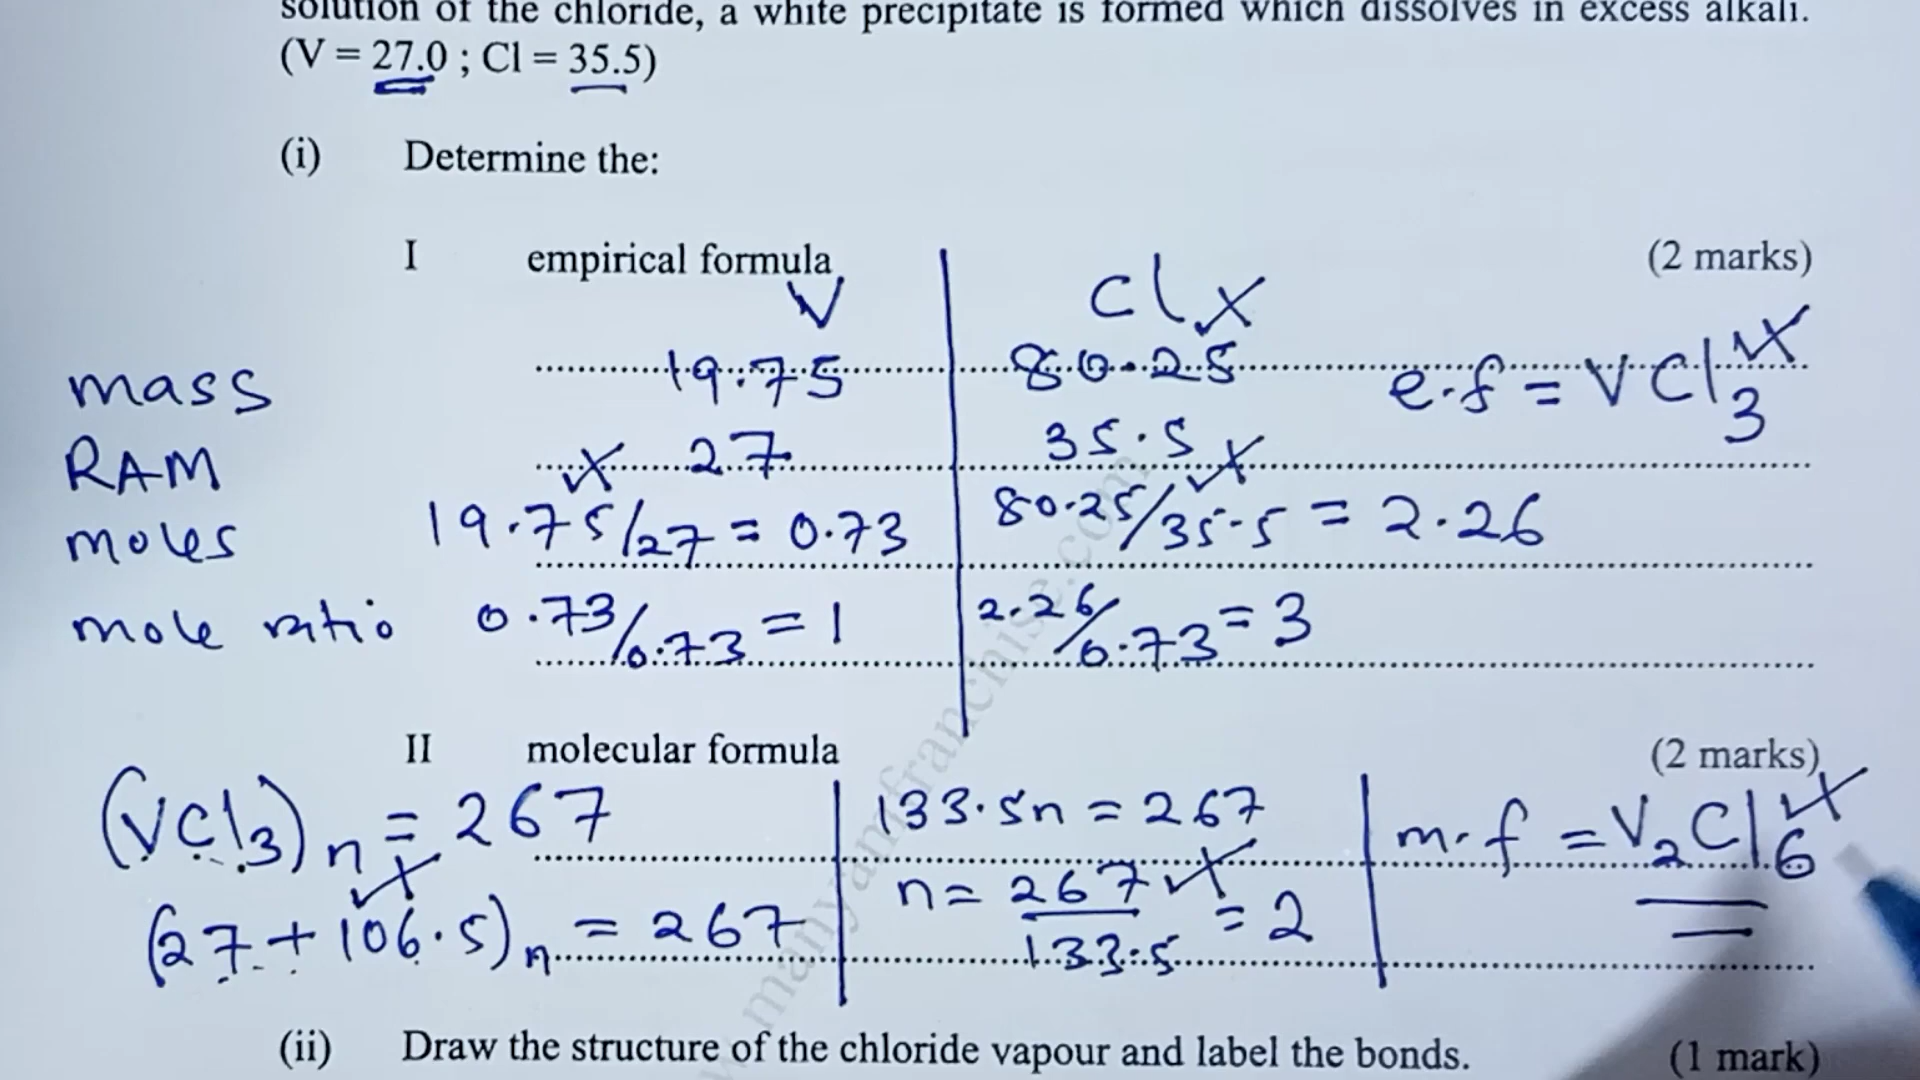 solution of the chloride, a white precipitate is formed which dissolves in excess alkali.
(V = 27.0 ; Cl = 35.5)
(i) Determine the:
I empirical formula (2 marks)
V Cl
mass 19.75 80.25 e.f = VCl3
RAM 27 35.5
moles 19.75/27 = 0.73 80.25/35.5 = 2.26
mole ratio 0.73/0.73 = 1 2.26/0.73 = 3
II molecular formula (2 marks)
(VCl3)n = 267 133.5n = 267 m.f = V2Cl6
(27 + 106.5)n = 267 n = 267/133.5 = 2
(ii) Draw the structure of the chloride vapour and label the bonds. (1 mark)
www.manyamfranchise.com